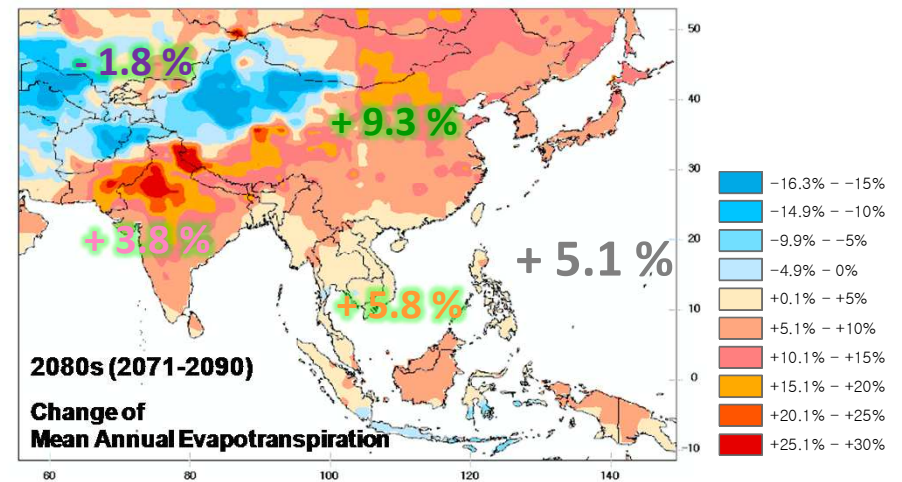 - 1.8 %
+ 9.3 %
+ 3.8 %
+ 5.1 %
+ 5.8 %
2080s (2071-2090)
Change of
Mean Annual Evapotranspiration
50
40
30
20
10
0
-10
60
80
100
120
140
-16.3% - -15%
-14.9% - -10%
-9.9% - -5%
-4.9% - 0%
+0.1% - +5%
+5.1% - +10%
+10.1% - +15%
+15.1% - +20%
+20.1% - +25%
+25.1% - +30%